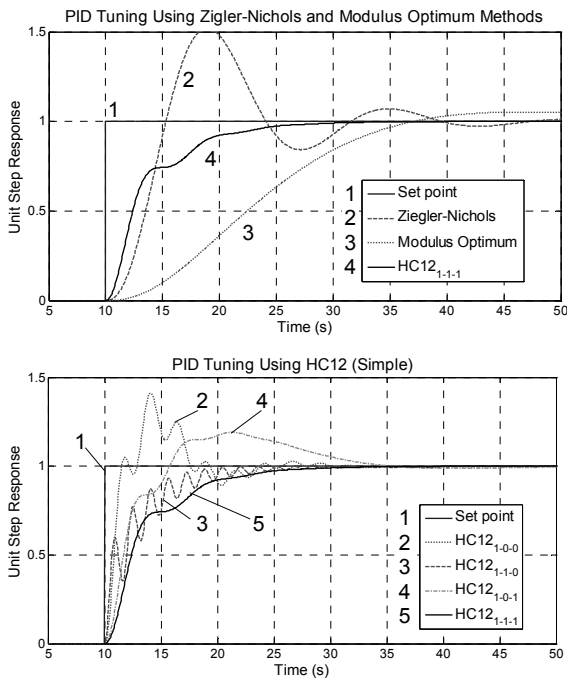 PID Tuning Using Zigler-Nichols and Modulus Optimum Methods
Unit Step Response
1.5
1
0.5
0
1
2
4
3
1 Set point
2 Ziegler-Nichols
3 Modulus Optimum
4 HC12₁₋₁₋₁
5 10 15 20 25 30 35 40 45 50
Time (s)
PID Tuning Using HC12 (Simple)
Unit Step Response
1.5
1
0.5
0
1
2
4
3
5
1 Set point
2 HC12₁₋₀₋₀
3 HC12₁₋₁₋₀
4 HC12₁₋₀₋₁
5 HC12₁₋₁₋₁
5 10 15 20 25 30 35 40 45 50
Time (s)